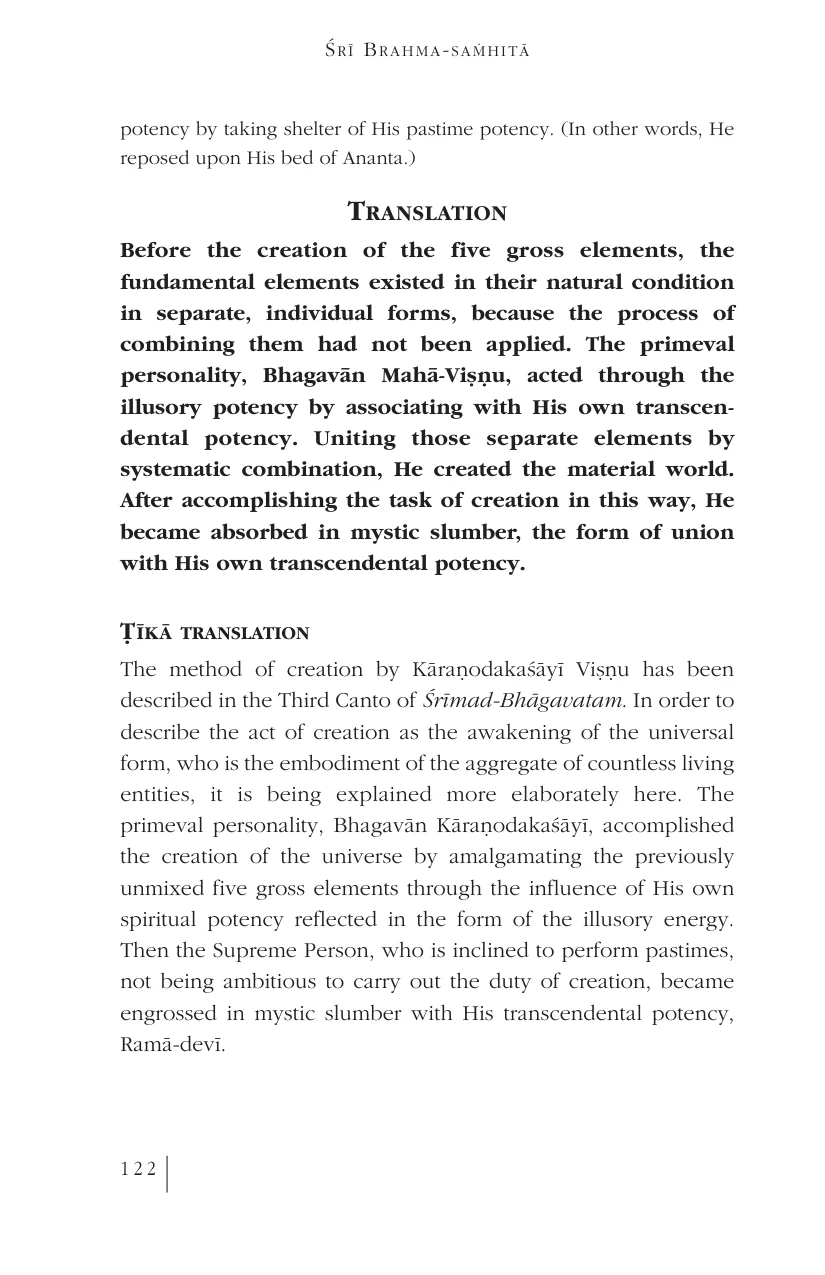 Śrī Brahma-saṁhitā
potency by taking shelter of His pastime potency. (In other words, He
reposed upon His bed of Ananta.)
Translation
Before the creation of the five gross elements, the
fundamental elements existed in their natural condition
in separate, individual forms, because the process of
combining them had not been applied. The primeval
personality, Bhagavān Mahā-Viṣṇu, acted through the
illusory potency by associating with His own transcen-
dental potency. Uniting those separate elements by
systematic combination, He created the material world.
After accomplishing the task of creation in this way, He
became absorbed in mystic slumber, the form of union
with His own transcendental potency.
Ṭīkā translation
The method of creation by Kāraṇodakaśāyī Viṣṇu has been
described in the Third Canto of Śrīmad-Bhāgavatam. In order to
describe the act of creation as the awakening of the universal
form, who is the embodiment of the aggregate of countless living
entities, it is being explained more elaborately here. The
primeval personality, Bhagavān Kāraṇodakaśāyī, accomplished
the creation of the universe by amalgamating the previously
unmixed five gross elements through the influence of His own
spiritual potency reflected in the form of the illusory energy.
Then the Supreme Person, who is inclined to perform pastimes,
not being ambitious to carry out the duty of creation, became
engrossed in mystic slumber with His transcendental potency,
Ramā-devī.
122